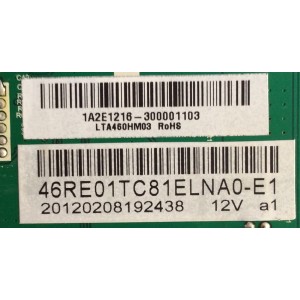 1A2E1216-300001103
LTA460HM03 RoHS
46RE01TC81ELNA0-E1
20120208192438 12V a1